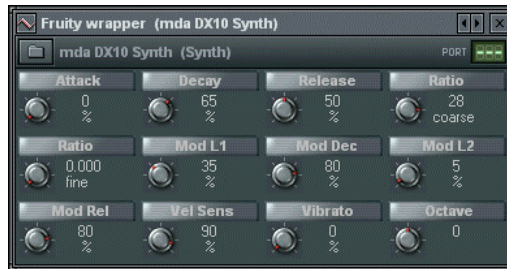 Fruity wrapper (mda DX10 Synth)
mda DX10 Synth (Synth)
PORT
Attack Decay Release Ratio
0 65 50 28
% % % coarse
Ratio Mod L1 Mod Dec Mod L2
0.000 35 80 5
fine % % %
Mod Rel Vel Sens Vibrato Octave
80 90 0 0
% % %